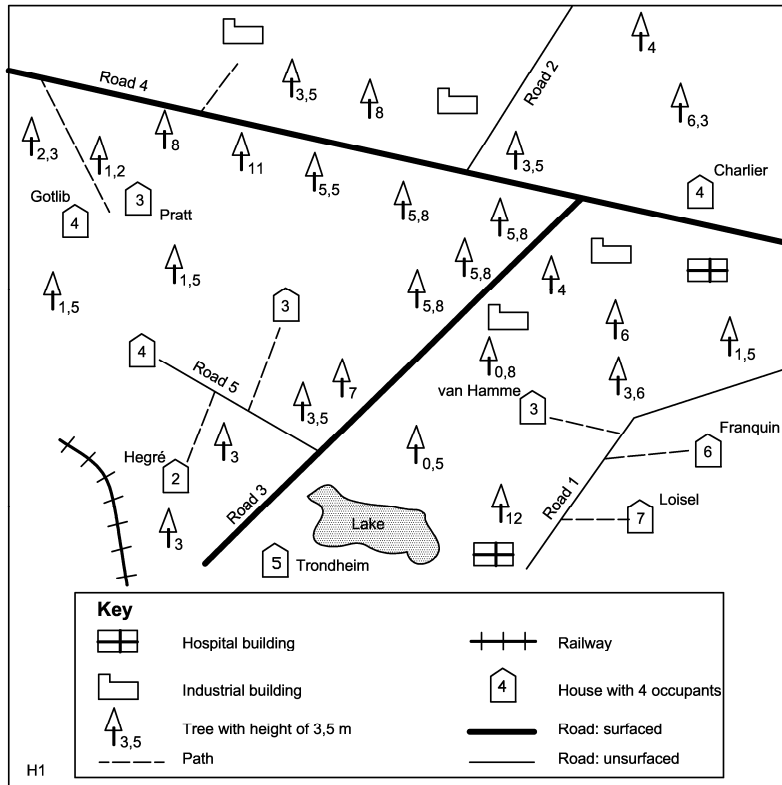 4
Road 4
3,5
Road 2
8
6,3
2,3
1,2
8
11
3,5
5,5
Charlier
4
Gotlib
4
3
Pratt
5,8
5,8
1,5
1,5
5,8
4
5,8
3
6
4
Road 5
0,8
1,5
7
3,6
van Hamme
3
3,5
Franquin
6
Hegré
2
3
0,5
Road 3
Road 1
12
Loisel
7
3
Lake
5
Trondheim
Key
Hospital building
Railway
Industrial building
4
House with 4 occupants
3,5
Tree with height of 3,5 m
Road: surfaced
Path
Road: unsurfaced
H1